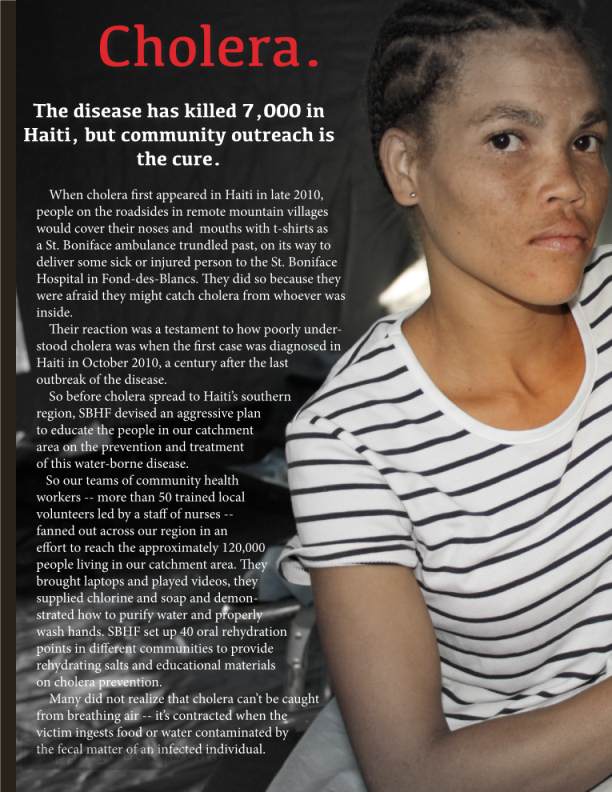 Cholera.
The disease has killed 7,000 in
Haiti, but community outreach is
the cure.
When cholera first appeared in Haiti in late 2010,
people on the roadsides in remote mountain villages
would cover their noses and mouths with t-shirts as
a St. Boniface ambulance trundled past, on its way to
deliver some sick or injured person to the St. Boniface
Hospital in Fond-des-Blancs. They did so because they
were afraid they might catch cholera from whoever was
inside.
Their reaction was a testament to how poorly under-
stood cholera was when the first case was diagnosed in
Haiti in October 2010, a century after the last
outbreak of the disease.
So before cholera spread to Haiti's southern
region, SBHF devised an aggressive plan
to educate the people in our catchment
area on the prevention and treatment
of this water-borne disease.
So our teams of community health
workers -- more than 50 trained local
volunteers led by a staff of nurses --
fanned out across our region in an
effort to reach the approximately 120,000
people living in our catchment area. They
brought laptops and played videos, they
supplied chlorine and soap and demon-
strated how to purify water and properly
wash hands. SBHF set up 40 oral rehydration
points in different communities to provide
rehydrating salts and educational materials
on cholera prevention.
Many did not realize that cholera can't be caught
from breathing air -- it's contracted when the
victim ingests food or water contaminated by
the fecal matter of an infected individual.